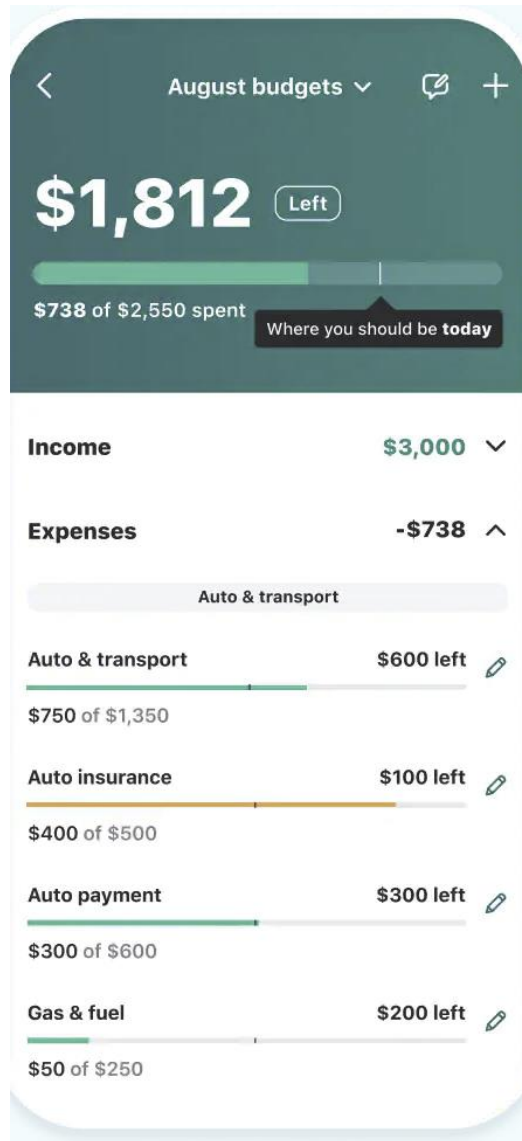 August budgets
$1,812 Left
$738 of $2,550 spent
Where you should be today
Income $3,000
Expenses -$738
Auto & transport
Auto & transport $600 left
$750 of $1,350
Auto insurance $100 left
$400 of $500
Auto payment $300 left
$300 of $600
Gas & fuel $200 left
$50 of $250